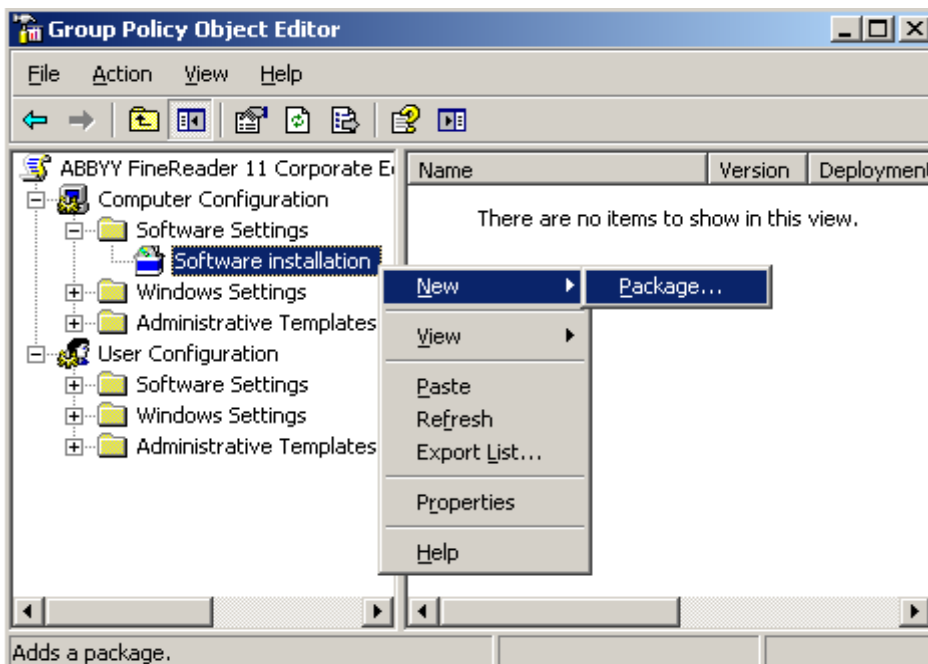 Group Policy Object Editor
File Action View Help
ABBYY FineReader 11 Corporate E
Computer Configuration
Software Settings
Software installation
Windows Settings
Administrative Templates
User Configuration
Software Settings
Windows Settings
Administrative Templates
Name Version Deployment
There are no items to show in this view.
New
Package...
View
Paste
Refresh
Export List...
Properties
Help
Adds a package.